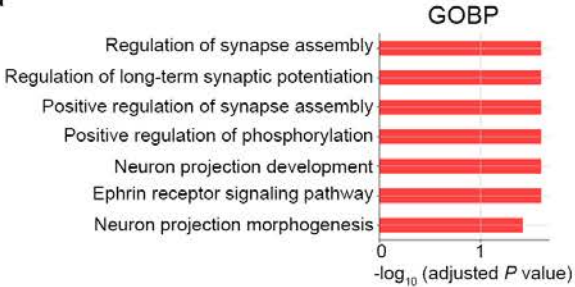 GOBP
Regulation of synapse assembly
Regulation of long-term synaptic potentiation
Positive regulation of synapse assembly
Positive regulation of phosphorylation
Neuron projection development
Ephrin receptor signaling pathway
Neuron projection morphogenesis
0 1
-log10 (adjusted P value)